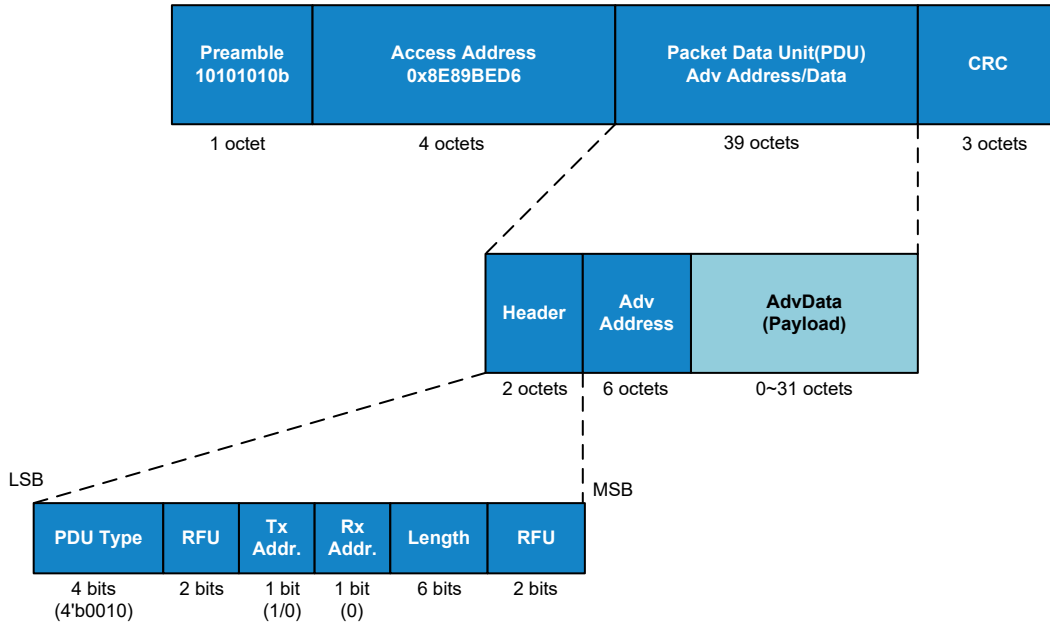 Preamble
10101010b
Access Address
0x8E89BED6
Packet Data Unit(PDU)
Adv Address/Data
CRC
1 octet
4 octets
39 octets
3 octets
Header
Adv
Address
AdvData
(Payload)
2 octets
6 octets
0~31 octets
LSB
MSB
PDU Type
RFU
Tx
Addr.
Rx
Addr.
Length
RFU
4 bits
(4'b0010)
2 bits
1 bit
(1/0)
1 bit
(0)
6 bits
2 bits